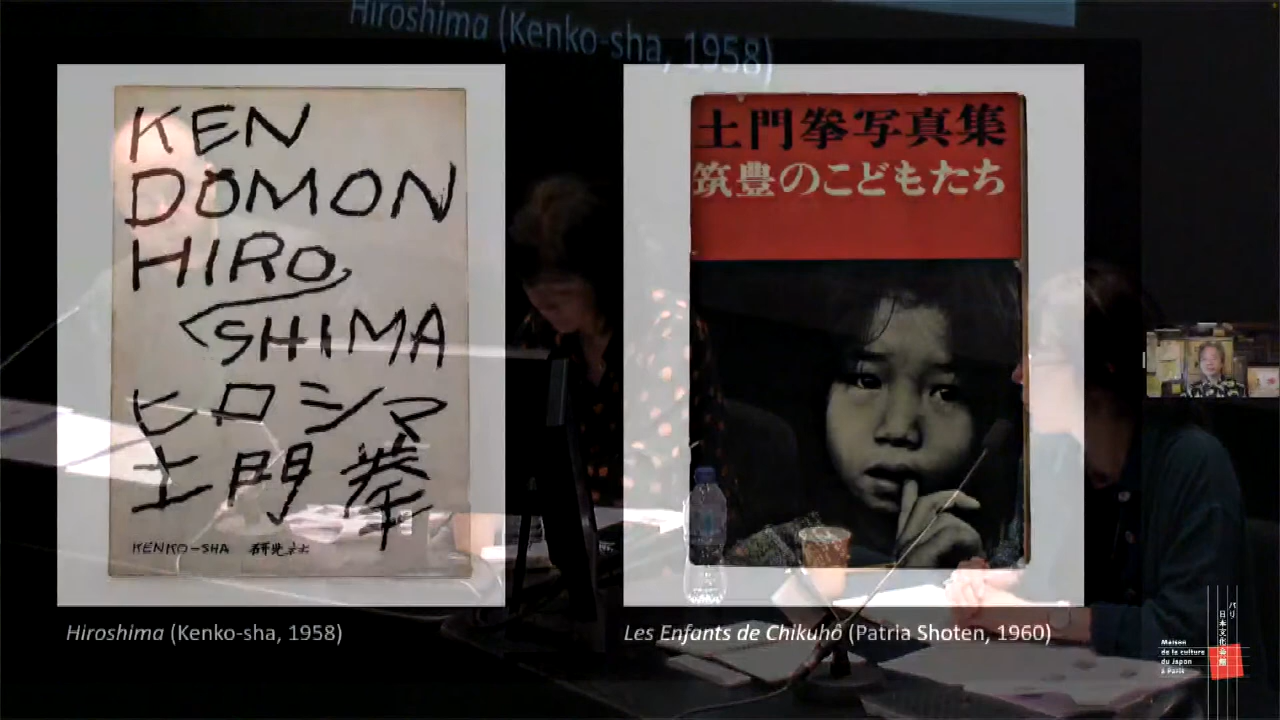 Hiroshima (Kenko-sha, 1958)
KEN
DOMON
HIRO
SHIMA
ヒロシマ
土門拳
KENKO-SHA 研光社
土門拳写真集
筑豊のこどもたち
Hiroshima (Kenko-sha, 1958)
Les Enfants de Chikuhô (Patria Shoten, 1960)
Maison
de la culture
du Japon
à Paris
パリ
日本文化会館